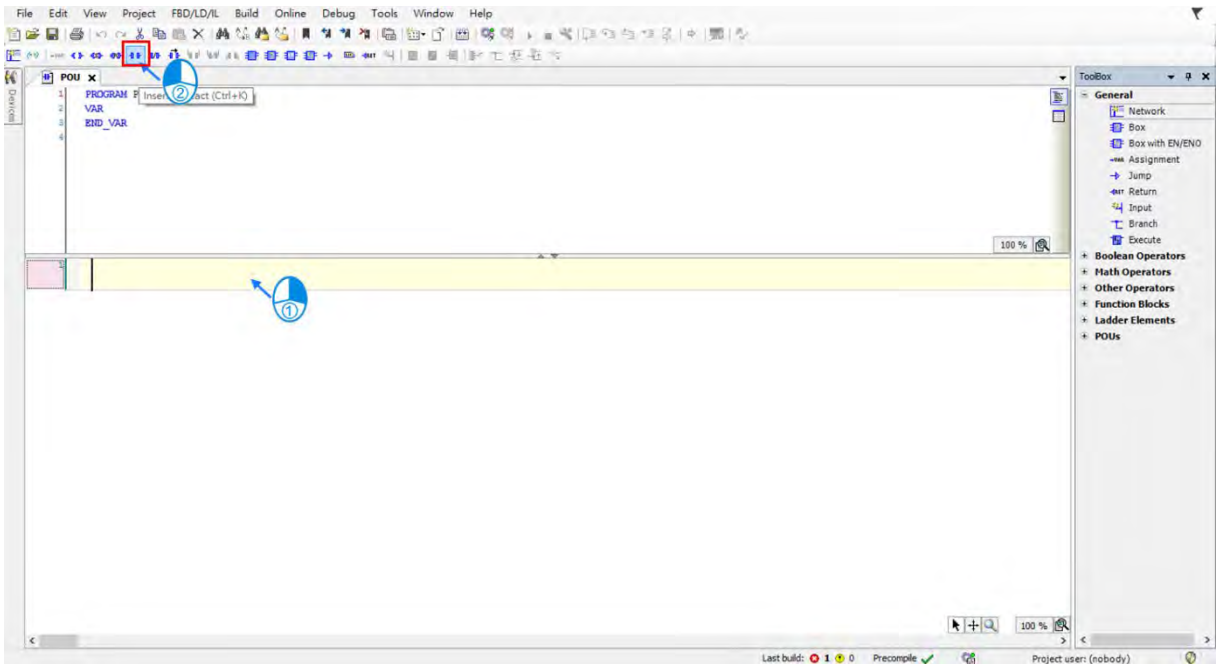 File Edit View Project FBD/LD/IL Build Online Debug Tools Window Help
POU
ToolBox
Devices
1 PROGRAM P
Inse
act (Ctrl+K)
②
2 VAR
3 END_VAR
4
100 %
1
①
General
Network
Box
Box with EN/ENO
Assignment
Jump
Return
Input
Branch
Execute
+ Boolean Operators
+ Math Operators
+ Other Operators
+ Function Blocks
+ Ladder Elements
+ POUs
100 %
Last build: 1 0 Precompile Project user: (nobody)